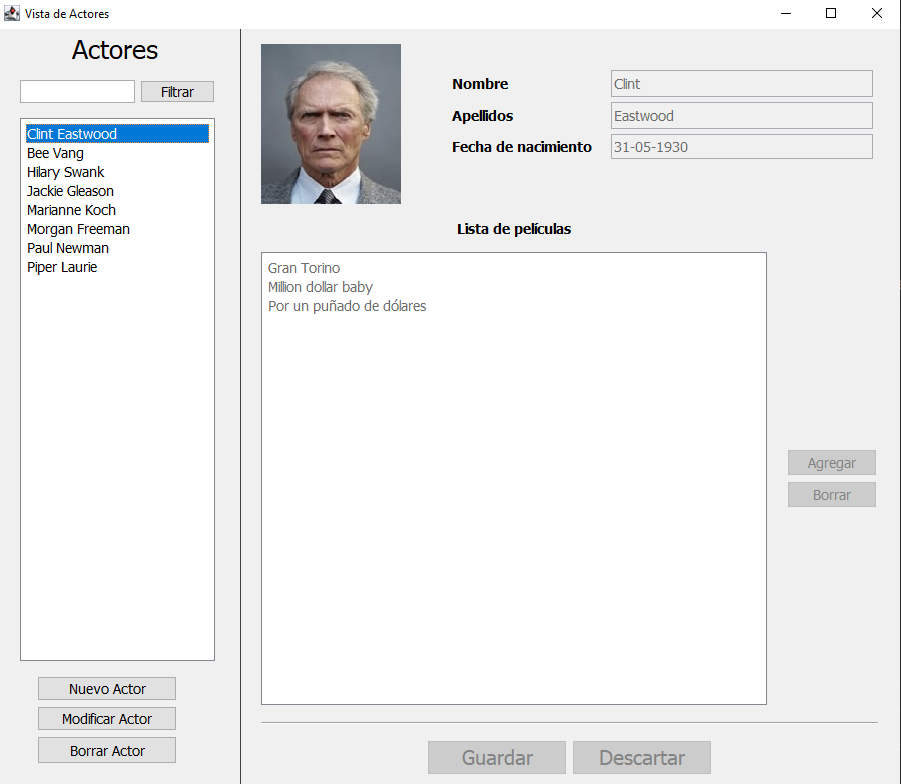 Vista de Actores
Actores
Filtrar
Clint Eastwood
Bee Vang
Hilary Swank
Jackie Gleason
Marianne Koch
Morgan Freeman
Paul Newman
Piper Laurie
Nuevo Actor
Modificar Actor
Borrar Actor
Nombre Clint
Apellidos Eastwood
Fecha de nacimiento 31-05-1930
Lista de películas
Gran Torino
Million dollar baby
Por un puñado de dólares
Agregar
Borrar
Guardar Descartar